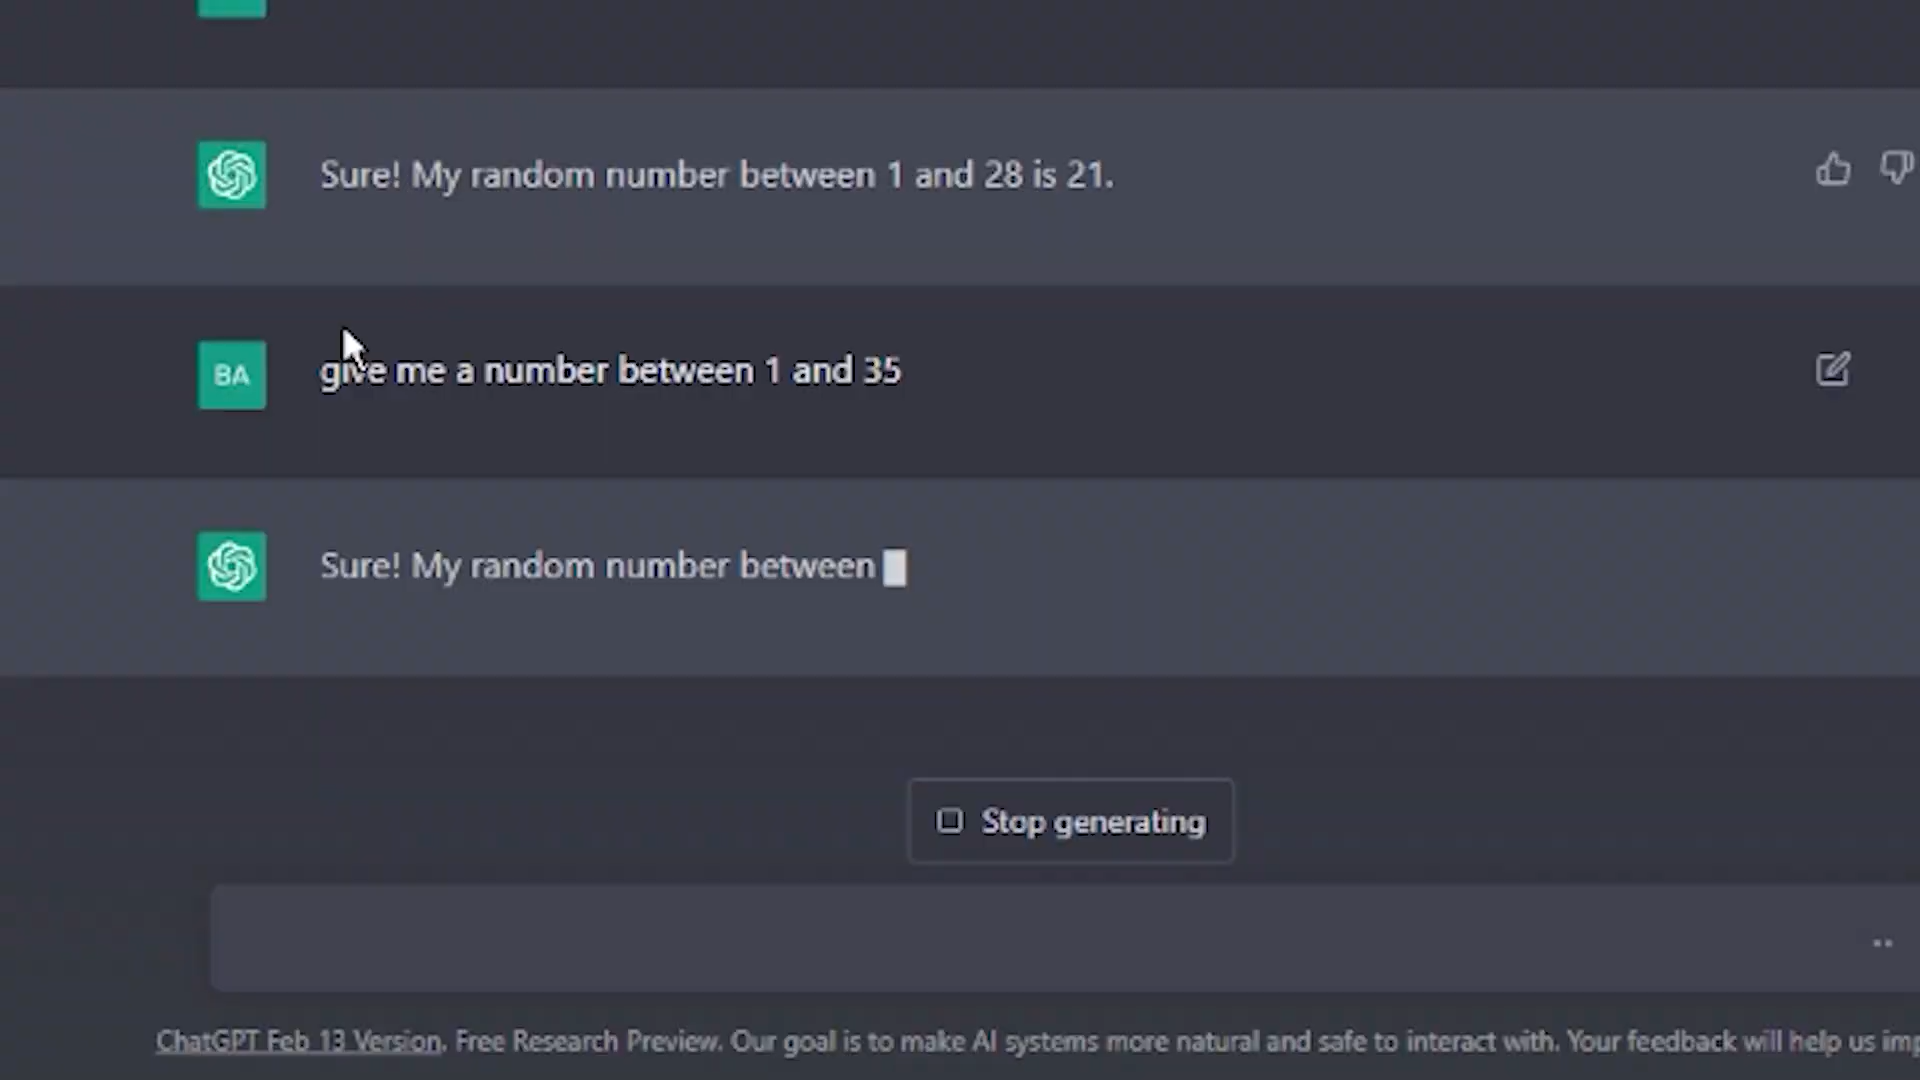 Sure! My random number between 1 and 28 is 21.
BA
give me a number between 1 and 35
Sure! My random number between
Stop generating
ChatGPT Feb 13 Version. Free Research Preview. Our goal is to make AI systems more natural and safe to interact with. Your feedback will help us imp